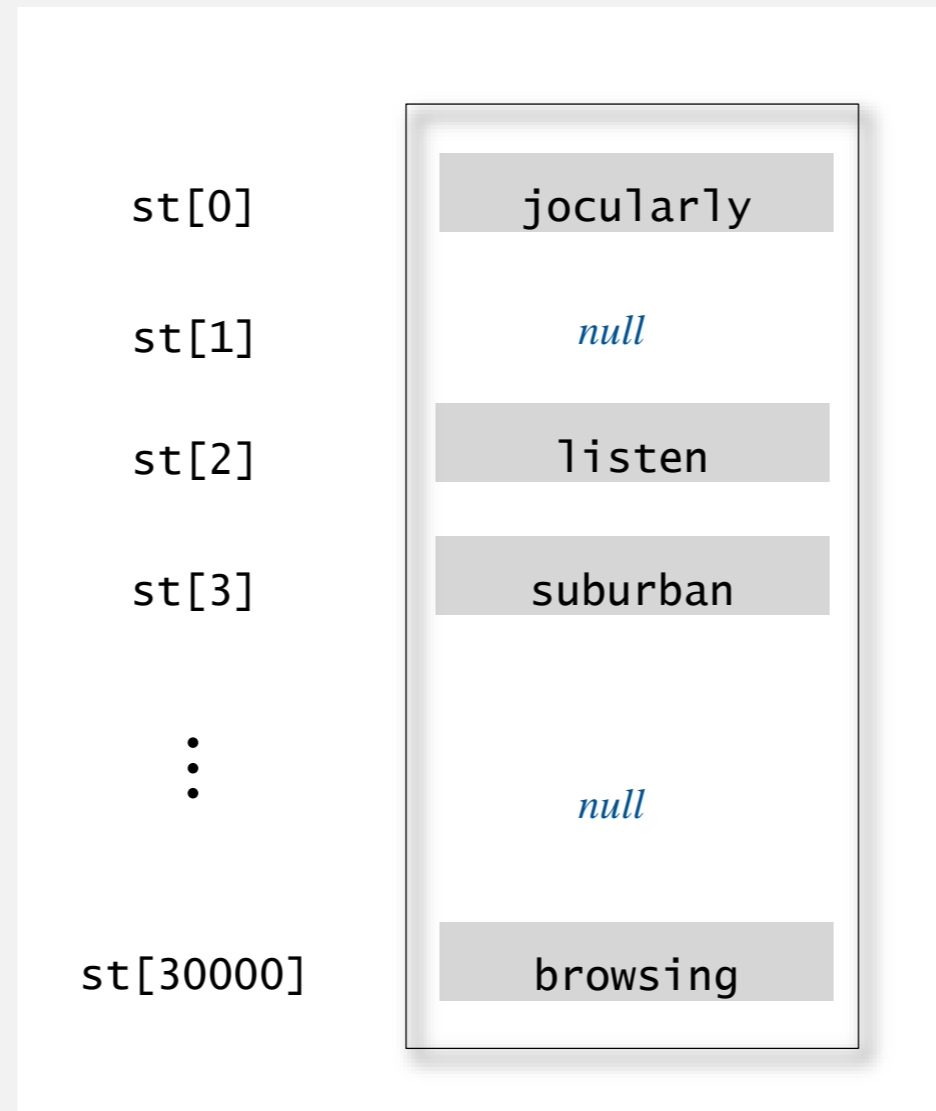 st[0] jocularly
st[1] null
st[2] listen
st[3] suburban
⋮ null
st[30000] browsing